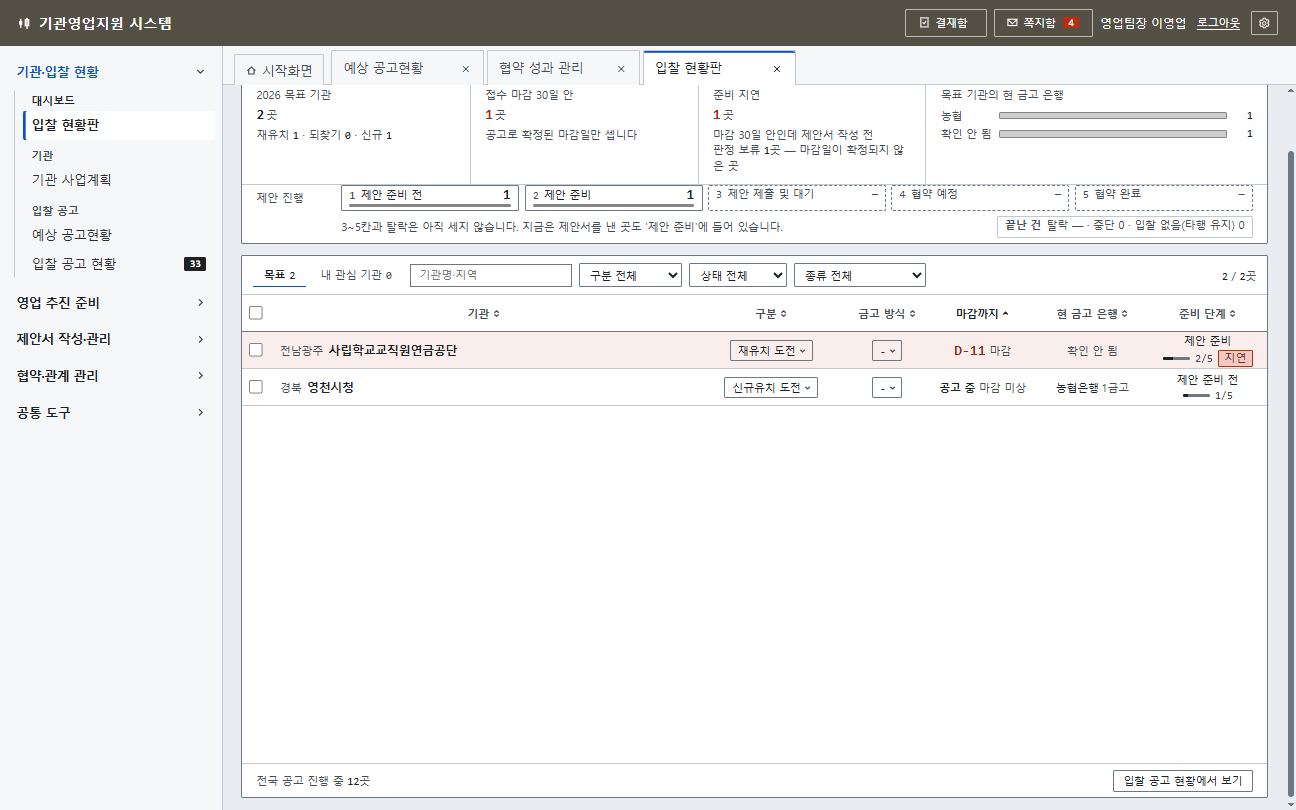 기관영업지원 시스템
결재함
쪽지함 4
영업팀장 이영업 로그아웃
기관·입찰 현황
대시보드
입찰 현황판
기관
기관 사업계획
입찰 공고
예상 공고현황
입찰 공고 현황 33
영업 추진 준비
제안서 작성·관리
협약·관계 관리
공통 도구
시작화면
예상 공고현황 ×
협약 성과 관리 ×
입찰 현황판 ×
2026 목표 기관
2 곳
재유치 1 · 되찾기 0 · 신규 1
접수 마감 30일 안
1 곳
공고로 확정된 마감일만 셉니다
준비 지연
1 곳
마감 30일 안인데 제안서 작성 전
판정 보류 1곳 — 마감일이 확정되지 않
은 곳
목표 기관의 현 금고 은행
농협 1
확인 안 됨 1
제안 진행
1 제안 준비 전 1
2 제안 준비 1
3 제안 제출 및 대기 –
4 협약 예정 –
5 협약 완료 –
3~5칸과 탈락은 아직 세지 않습니다. 지금은 제안서를 낸 곳도 '제안 준비'에 들어 있습니다.
끝난 건 탈락 — · 중단 0 · 입찰 없음(타행 유지) 0
목표 2
내 관심 기관 0
기관명·지역
구분 전체
상태 전체
종류 전체
2 / 2곳
기관 구분 금고 방식 마감까지 현 금고 은행 준비 단계
전남광주 사립학교교직원연금공단 재유치 도전 - D-11 마감 확인 안 됨 제안 준비
2/5 지연
경북 영천시청 신규유치 도전 - 공고 중 마감 미상 농협은행 1금고 제안 준비 전
1/5
전국 공고 진행 중 12곳
입찰 공고 현황에서 보기